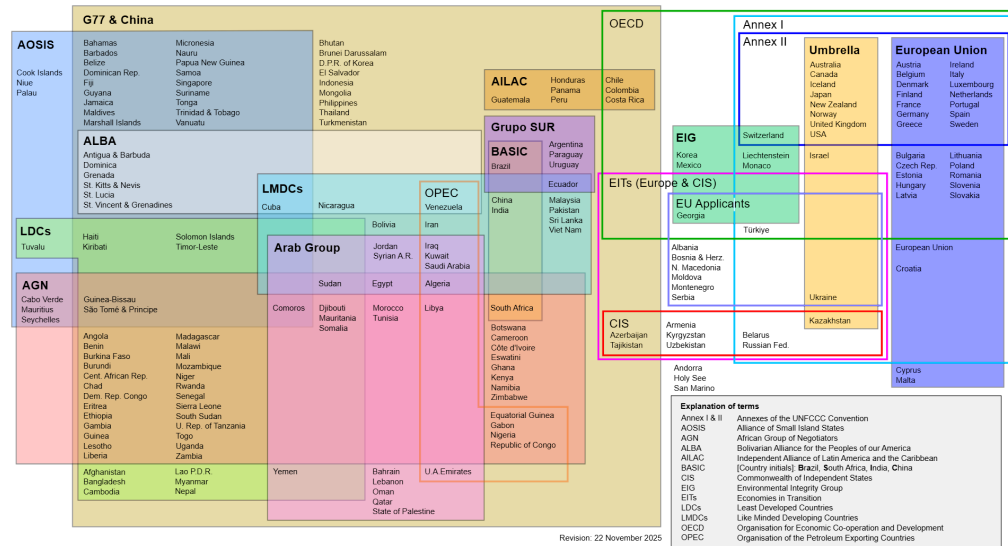 G77 & China
OECD
Annex I
Annex II
AOSIS
Cook Islands
Niue
Palau
Bahamas
Barbados
Belize
Dominican Rep.
Fiji
Guyana
Jamaica
Maldives
Marshall Islands
Micronesia
Nauru
Papua New Guinea
Samoa
Singapore
Suriname
Tonga
Trinidad & Tobago
Vanuatu
Bhutan
Brunei Darussalam
D.P.R. of Korea
El Salvador
Indonesia
Mongolia
Philippines
Thailand
Turkmenistan
AILAC
Guatemala
Honduras
Panama
Peru
Chile
Colombia
Costa Rica
Umbrella
Australia
Canada
Iceland
Japan
New Zealand
Norway
United Kingdom
USA
Israel
Ukraine
Kazakhstan
European Union
Austria
Belgium
Denmark
Finland
France
Germany
Greece
Ireland
Italy
Luxembourg
Netherlands
Portugal
Spain
Sweden
Bulgaria
Czech Rep.
Estonia
Hungary
Latvia
Lithuania
Poland
Romania
Slovenia
Slovakia
European Union
Croatia
Cyprus
Malta
ALBA
Antigua & Barbuda
Dominica
Grenada
St. Kitts & Nevis
St. Lucia
St. Vincent & Grenadines
Grupo SUR
BASIC
Brazil
Argentina
Paraguay
Uruguay
Ecuador
China
India
Malaysia
Pakistan
Sri Lanka
Viet Nam
South Africa
EIG
Switzerland
Korea
Mexico
Liechtenstein
Monaco
EITs (Europe & CIS)
EU Applicants
Georgia
Türkiye
Albania
Bosnia & Herz.
N. Macedonia
Moldova
Montenegro
Serbia
CIS
Azerbaijan
Tajikistan
Armenia
Kyrgyzstan
Uzbekistan
Belarus
Russian Fed.
Andorra
Holy See
San Marino
LMDCs
Cuba
Nicaragua
OPEC
Venezuela
Bolivia
Iran
LDCs
Tuvalu
Haiti
Kiribati
Solomon Islands
Timor-Leste
Arab Group
Jordan
Syrian A.R.
Iraq
Kuwait
Saudi Arabia
Sudan
Egypt
Algeria
Comoros
Djibouti
Mauritania
Somalia
Morocco
Tunisia
Libya
AGN
Cabo Verde
Mauritius
Seychelles
Guinea-Bissau
São Tomé & Principe
Angola
Benin
Burkina Faso
Burundi
Cent. African Rep.
Chad
Dem. Rep. Congo
Eritrea
Ethiopia
Gambia
Guinea
Lesotho
Liberia
Madagascar
Malawi
Mali
Mozambique
Niger
Rwanda
Senegal
Sierra Leone
South Sudan
U. Rep. of Tanzania
Togo
Uganda
Zambia
Botswana
Cameroon
Côte d'Ivoire
Eswatini
Ghana
Kenya
Namibia
Zimbabwe
Equatorial Guinea
Gabon
Nigeria
Republic of Congo
Afghanistan
Bangladesh
Cambodia
Lao P.D.R.
Myanmar
Nepal
Yemen
Bahrain
Lebanon
Oman
Qatar
State of Palestine
U.A.Emirates
Explanation of terms
Annex I & II Annexes of the UNFCCC Convention
AOSIS Alliance of Small Island States
AGN African Group of Negotiators
ALBA Bolivarian Alliance for the Peoples of our America
AILAC Independent Alliance of Latin America and the Caribbean
BASIC [Country initials]: Brazil, South Africa, India, China
CIS Commonwealth of Independent States
EIG Environmental Integrity Group
EITs Economies in Transition
LDCs Least Developed Countries
LMDCs Like Minded Developing Countries
OECD Organisation for Economic Co-operation and Development
OPEC Organisation of the Petroleum Exporting Countries
Revision: 22 November 2025